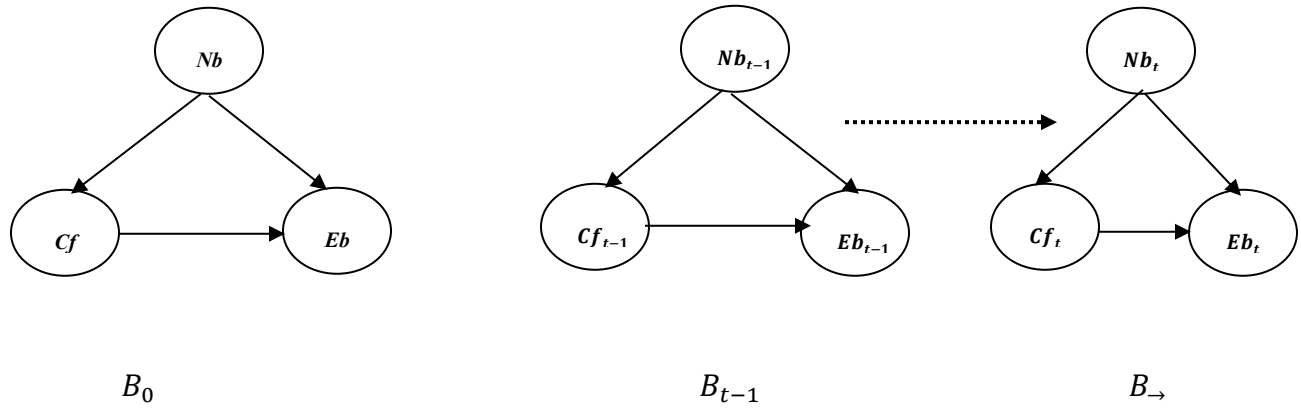 Nb Nb_{t−1} Nb_t
Cf Eb Cf_{t−1} Eb_{t−1} Cf_t Eb_t
B_0 B_{t−1} B_→